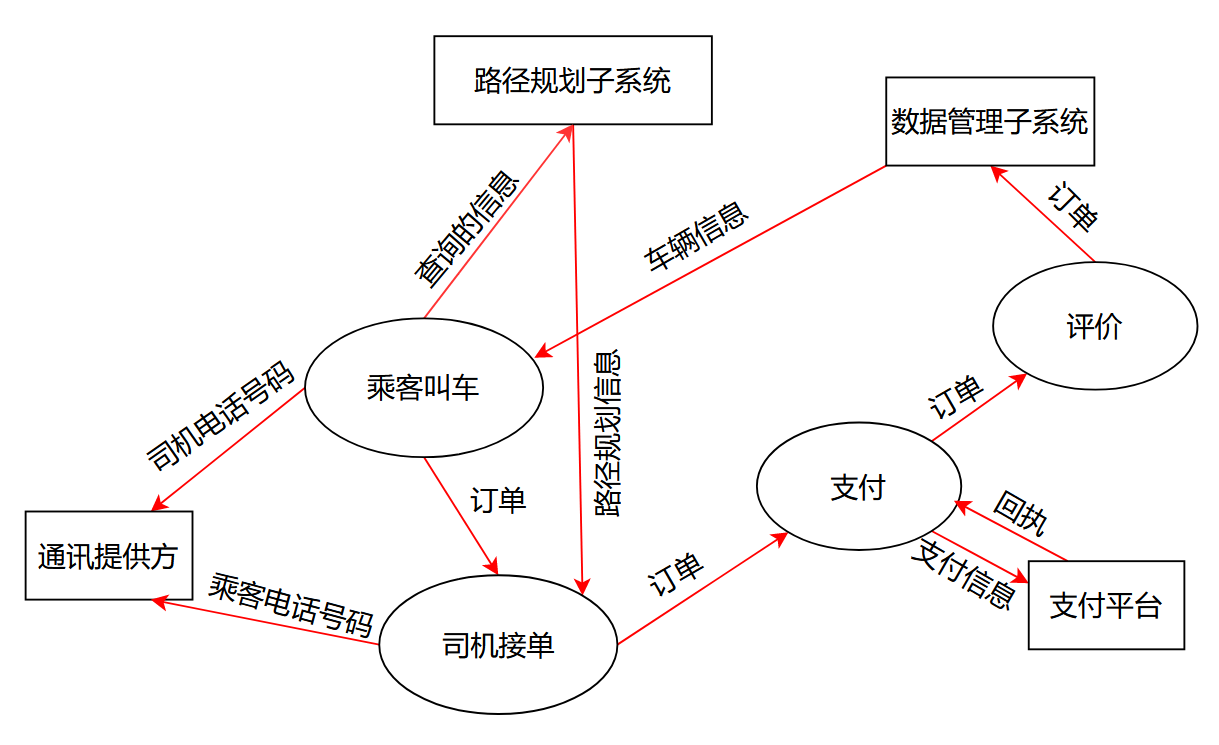 路径规划子系统
数据管理子系统
查询的信息
车辆信息
订单
评价
路径规划信息
乘客叫车
司机电话号码
订单
支付
订单
回执
通讯提供方
支付信息
订单
乘客电话号码
支付平台
司机接单